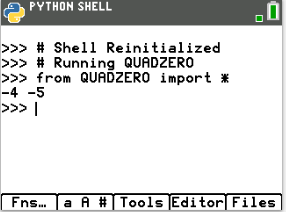 PYTHON SHELL
>>> # Shell Reinitialized
>>> # Running QUADZERO
>>> from QUADZERO import *
-4 -5
>>> |
Fns… a A # Tools Editor Files